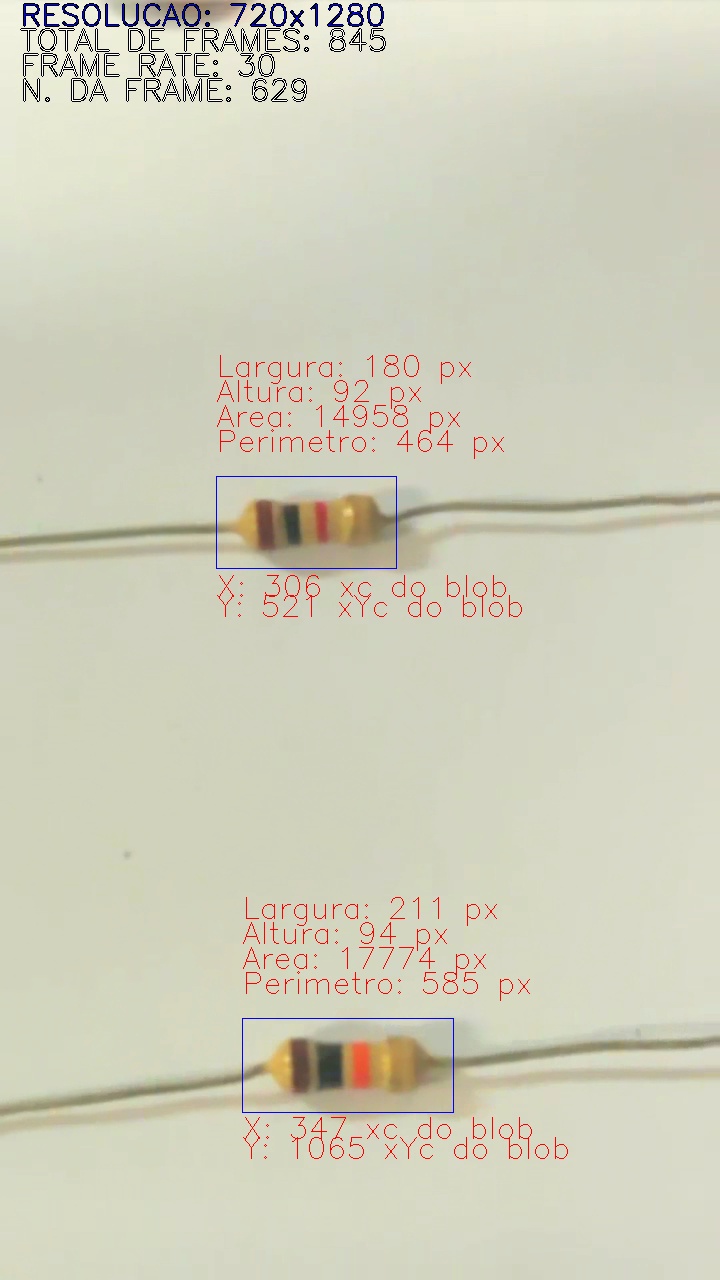 RESOLUCAO: 720x1280
TOTAL DE FRAMES: 845
FRAME RATE: 30
N. DA FRAME: 629
Largura: 180 px
Altura: 92 px
Area: 14958 px
Perimetro: 464 px
X: 306 xc do blob
Y: 521 xYc do blob
Largura: 211 px
Altura: 94 px
Area: 17774 px
Perimetro: 585 px
X: 347 xc do blob
Y: 1065 xYc do blob